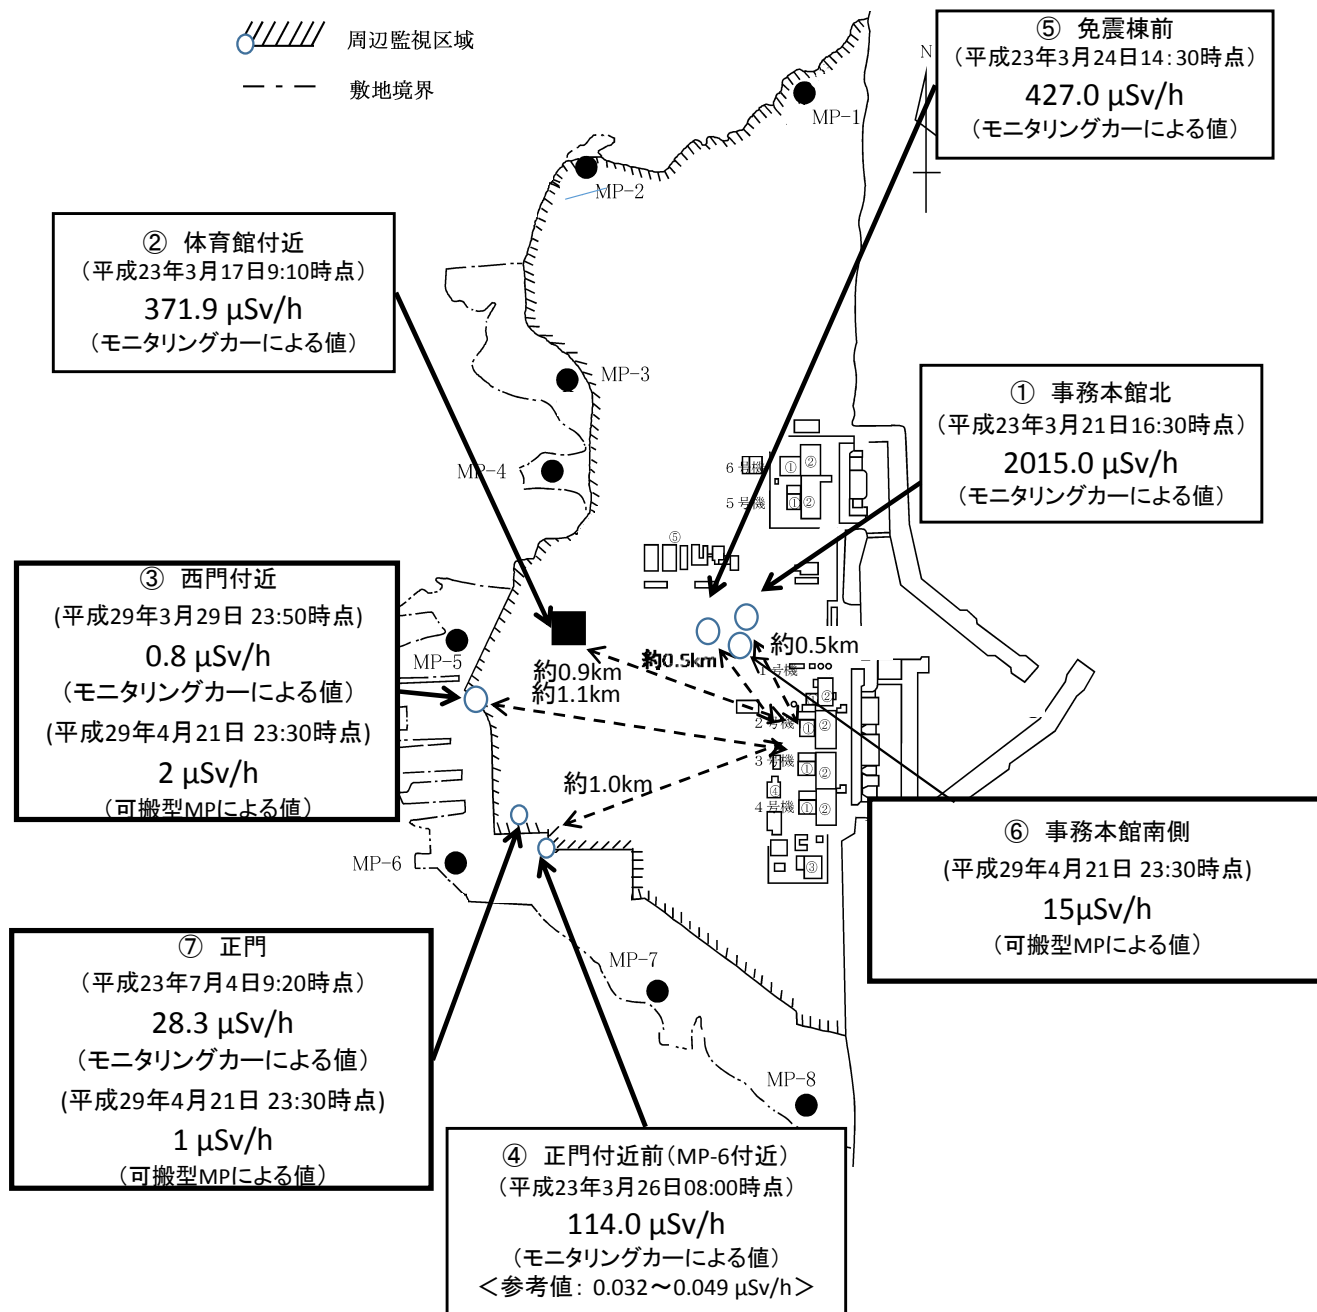 周辺監視区域
敷地境界
⑤ 免震棟前
（平成23年3月24日14：30時点）
427.0 µSv/h
（モニタリングカーによる値）
N
MP-1
MP-2
② 体育館付近
（平成23年3月17日9:10時点）
371.9 µSv/h
（モニタリングカーによる値）
MP-3
① 事務本館北
（平成23年3月21日16:30時点）
2015.0 µSv/h
（モニタリングカーによる値）
MP-4
6号機
①
②
5号機
①
②
⑤
③ 西門付近
(平成29年3月29日 23:50時点)
0.8 µSv/h
（モニタリングカーによる値）
(平成29年4月21日 23:30時点)
2 µSv/h
（可搬型MPによる値）
MP-5
約0.9km
約1.1km
約0.5km
約0.5km
1号機
②
2号機
①
②
3号機
①
②
④
4号機
①
②
③
約1.0km
⑥ 事務本館南側
(平成29年4月21日 23:30時点)
15µSv/h
（可搬型MPによる値）
MP-6
⑦ 正門
（平成23年7月4日9:20時点）
28.3 µSv/h
（モニタリングカーによる値）
(平成29年4月21日 23:30時点)
1 µSv/h
（可搬型MPによる値）
MP-7
MP-8
④ 正門付近前（MP-6付近）
（平成23年3月26日08:00時点）
114.0 µSv/h
（モニタリングカーによる値）
＜参考値： 0.032～0.049 µSv/h＞